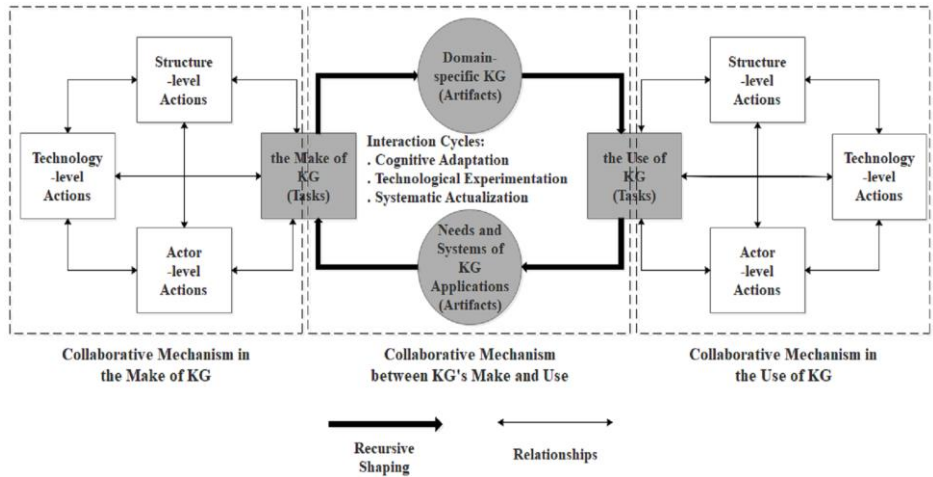 Structure
-level
Actions
Technology
-level
Actions
the Make of
KG
(Tasks)
Actor
-level
Actions
Domain-
specific KG
(Artifacts)
Interaction Cycles:
. Cognitive Adaptation
. Technological Experimentation
. Systematic Actualization
Needs and
Systems of
KG
Applications
(Artifacts)
the Use of
KG
(Tasks)
Structure
-level
Actions
Technology
-level
Actions
Actor
-level
Actions
Collaborative Mechanism in
the Make of KG
Collaborative Mechanism
between KG's Make and Use
Collaborative Mechanism in
the Use of KG
Recursive
Shaping
Relationships